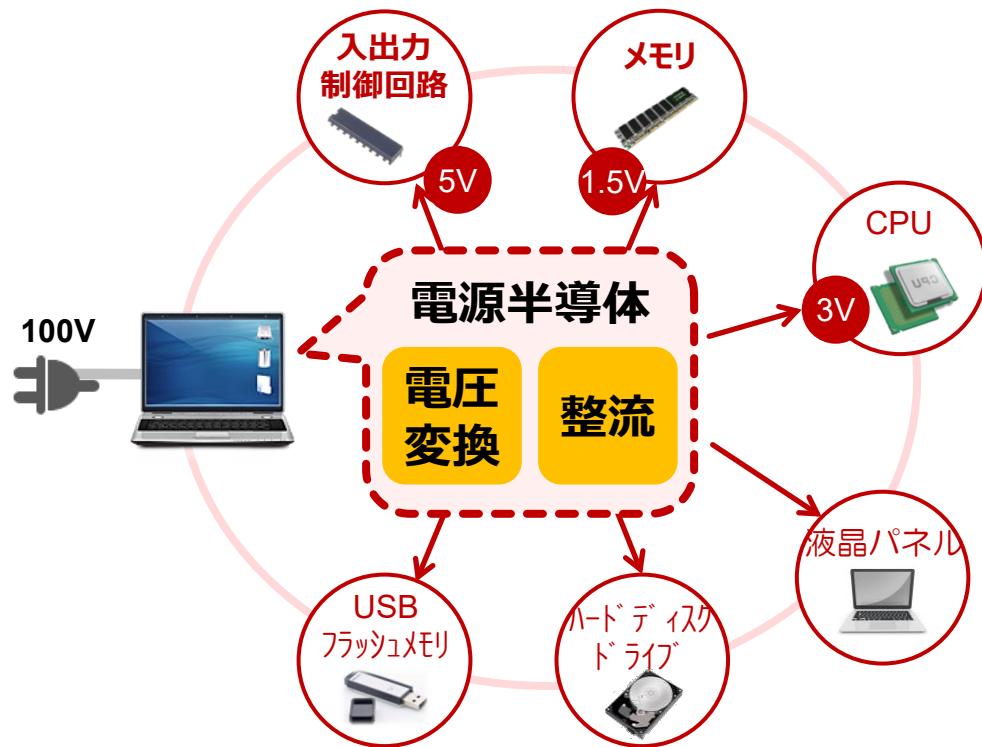 入出力
制御回路
5V
メモリ
1.5V
CPU
3V
100V
電源半導体
電圧
変換
整流
液晶パネル
USB
フラッシュメモリ
ハードディスク
ドライブ
CPU